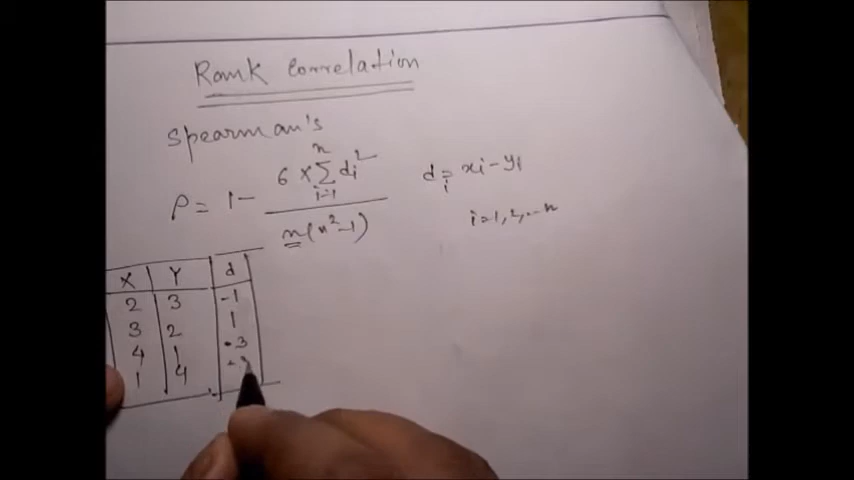 Rank correlation
Spearman's
ρ = 1 - 6 × n∑i=1 di² / n(n²-1)
di = xi - yi
i=1,2,--n
X Y d
2 3 -1
3 2 1
4 1 3
1 4